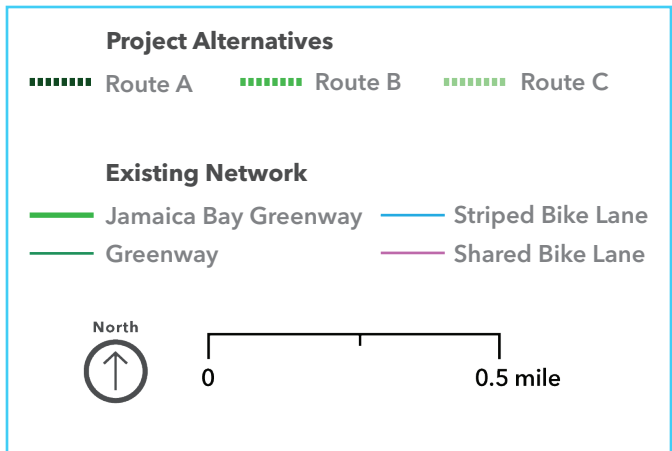 Project Alternatives
Route A Route B Route C
Existing Network
Jamaica Bay Greenway Striped Bike Lane
Greenway Shared Bike Lane
North
0 0.5 mile